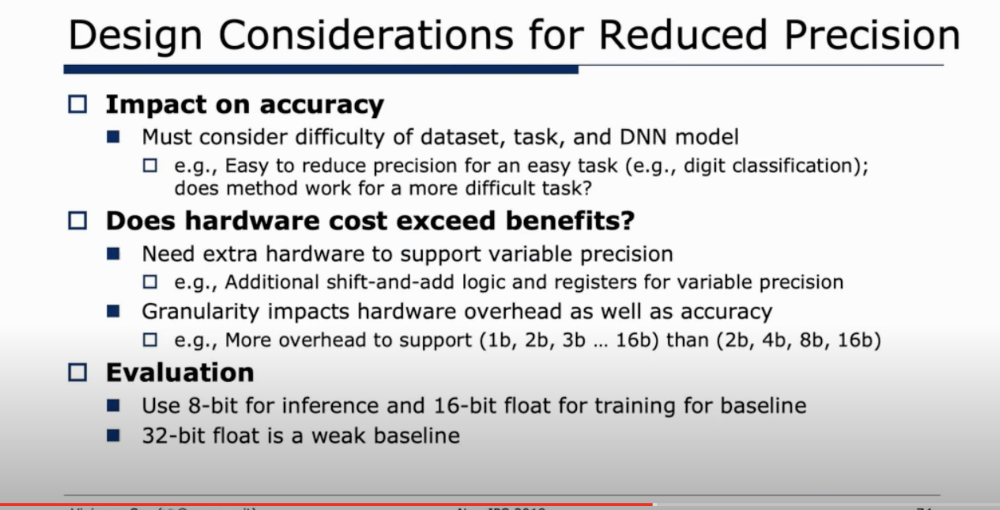 Design Considerations for Reduced Precision
Impact on accuracy
Must consider difficulty of dataset, task, and DNN model
e.g., Easy to reduce precision for an easy task (e.g., digit classification);
does method work for a more difficult task?
Does hardware cost exceed benefits?
Need extra hardware to support variable precision
e.g., Additional shift-and-add logic and registers for variable precision
Granularity impacts hardware overhead as well as accuracy
e.g., More overhead to support (1b, 2b, 3b ... 16b) than (2b, 4b, 8b, 16b)
Evaluation
Use 8-bit for inference and 16-bit float for training for baseline
32-bit float is a weak baseline